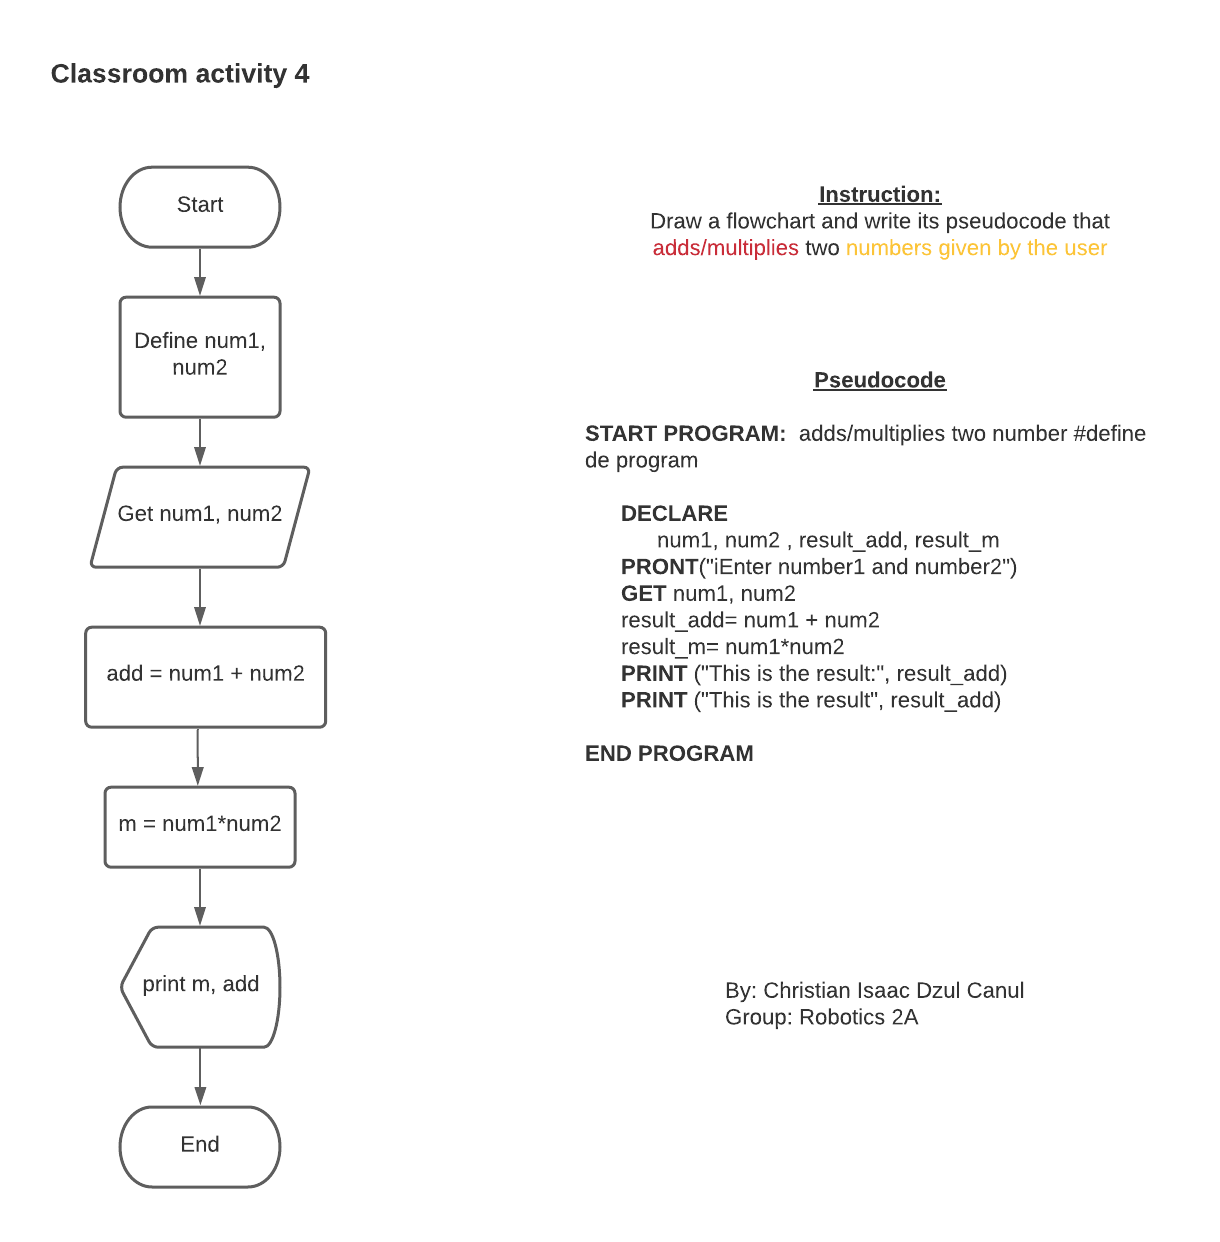 Classroom activity 4
Start
Define num1,
num2
Get num1, num2
add = num1 + num2
m = num1*num2
print m, add
End
Instruction:
Draw a flowchart and write its pseudocode that
adds/multiplies two numbers given by the user
Pseudocode
START PROGRAM:  adds/multiplies two number #define
de program
DECLARE
num1, num2 , result_add, result_m
PRONT("iEnter number1 and number2")
GET num1, num2
result_add= num1 + num2
result_m= num1*num2
PRINT ("This is the result:", result_add)
PRINT ("This is the result", result_add)
END PROGRAM
By: Christian Isaac Dzul Canul
Group: Robotics 2A